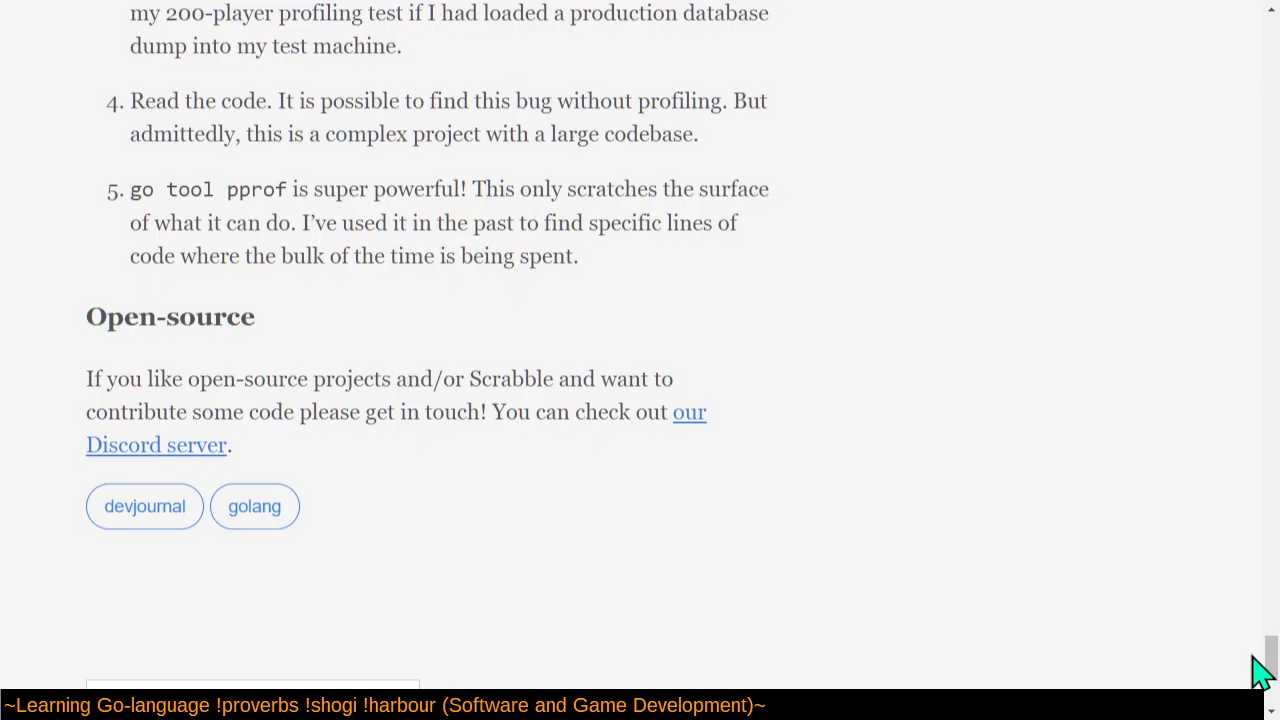 my 200-player profiling test if I had loaded a production database
dump into my test machine.
4. Read the code. It is possible to find this bug without profiling. But
admittedly, this is a complex project with a large codebase.
5. go tool pprof is super powerful! This only scratches the surface
of what it can do. I’ve used it in the past to find specific lines of
code where the bulk of the time is being spent.
Open-source
If you like open-source projects and/or Scrabble and want to
contribute some code please get in touch! You can check out our
Discord server.
devjournal golang
~Learning Go-language !proverbs !shogi !harbour (Software and Game Development)~